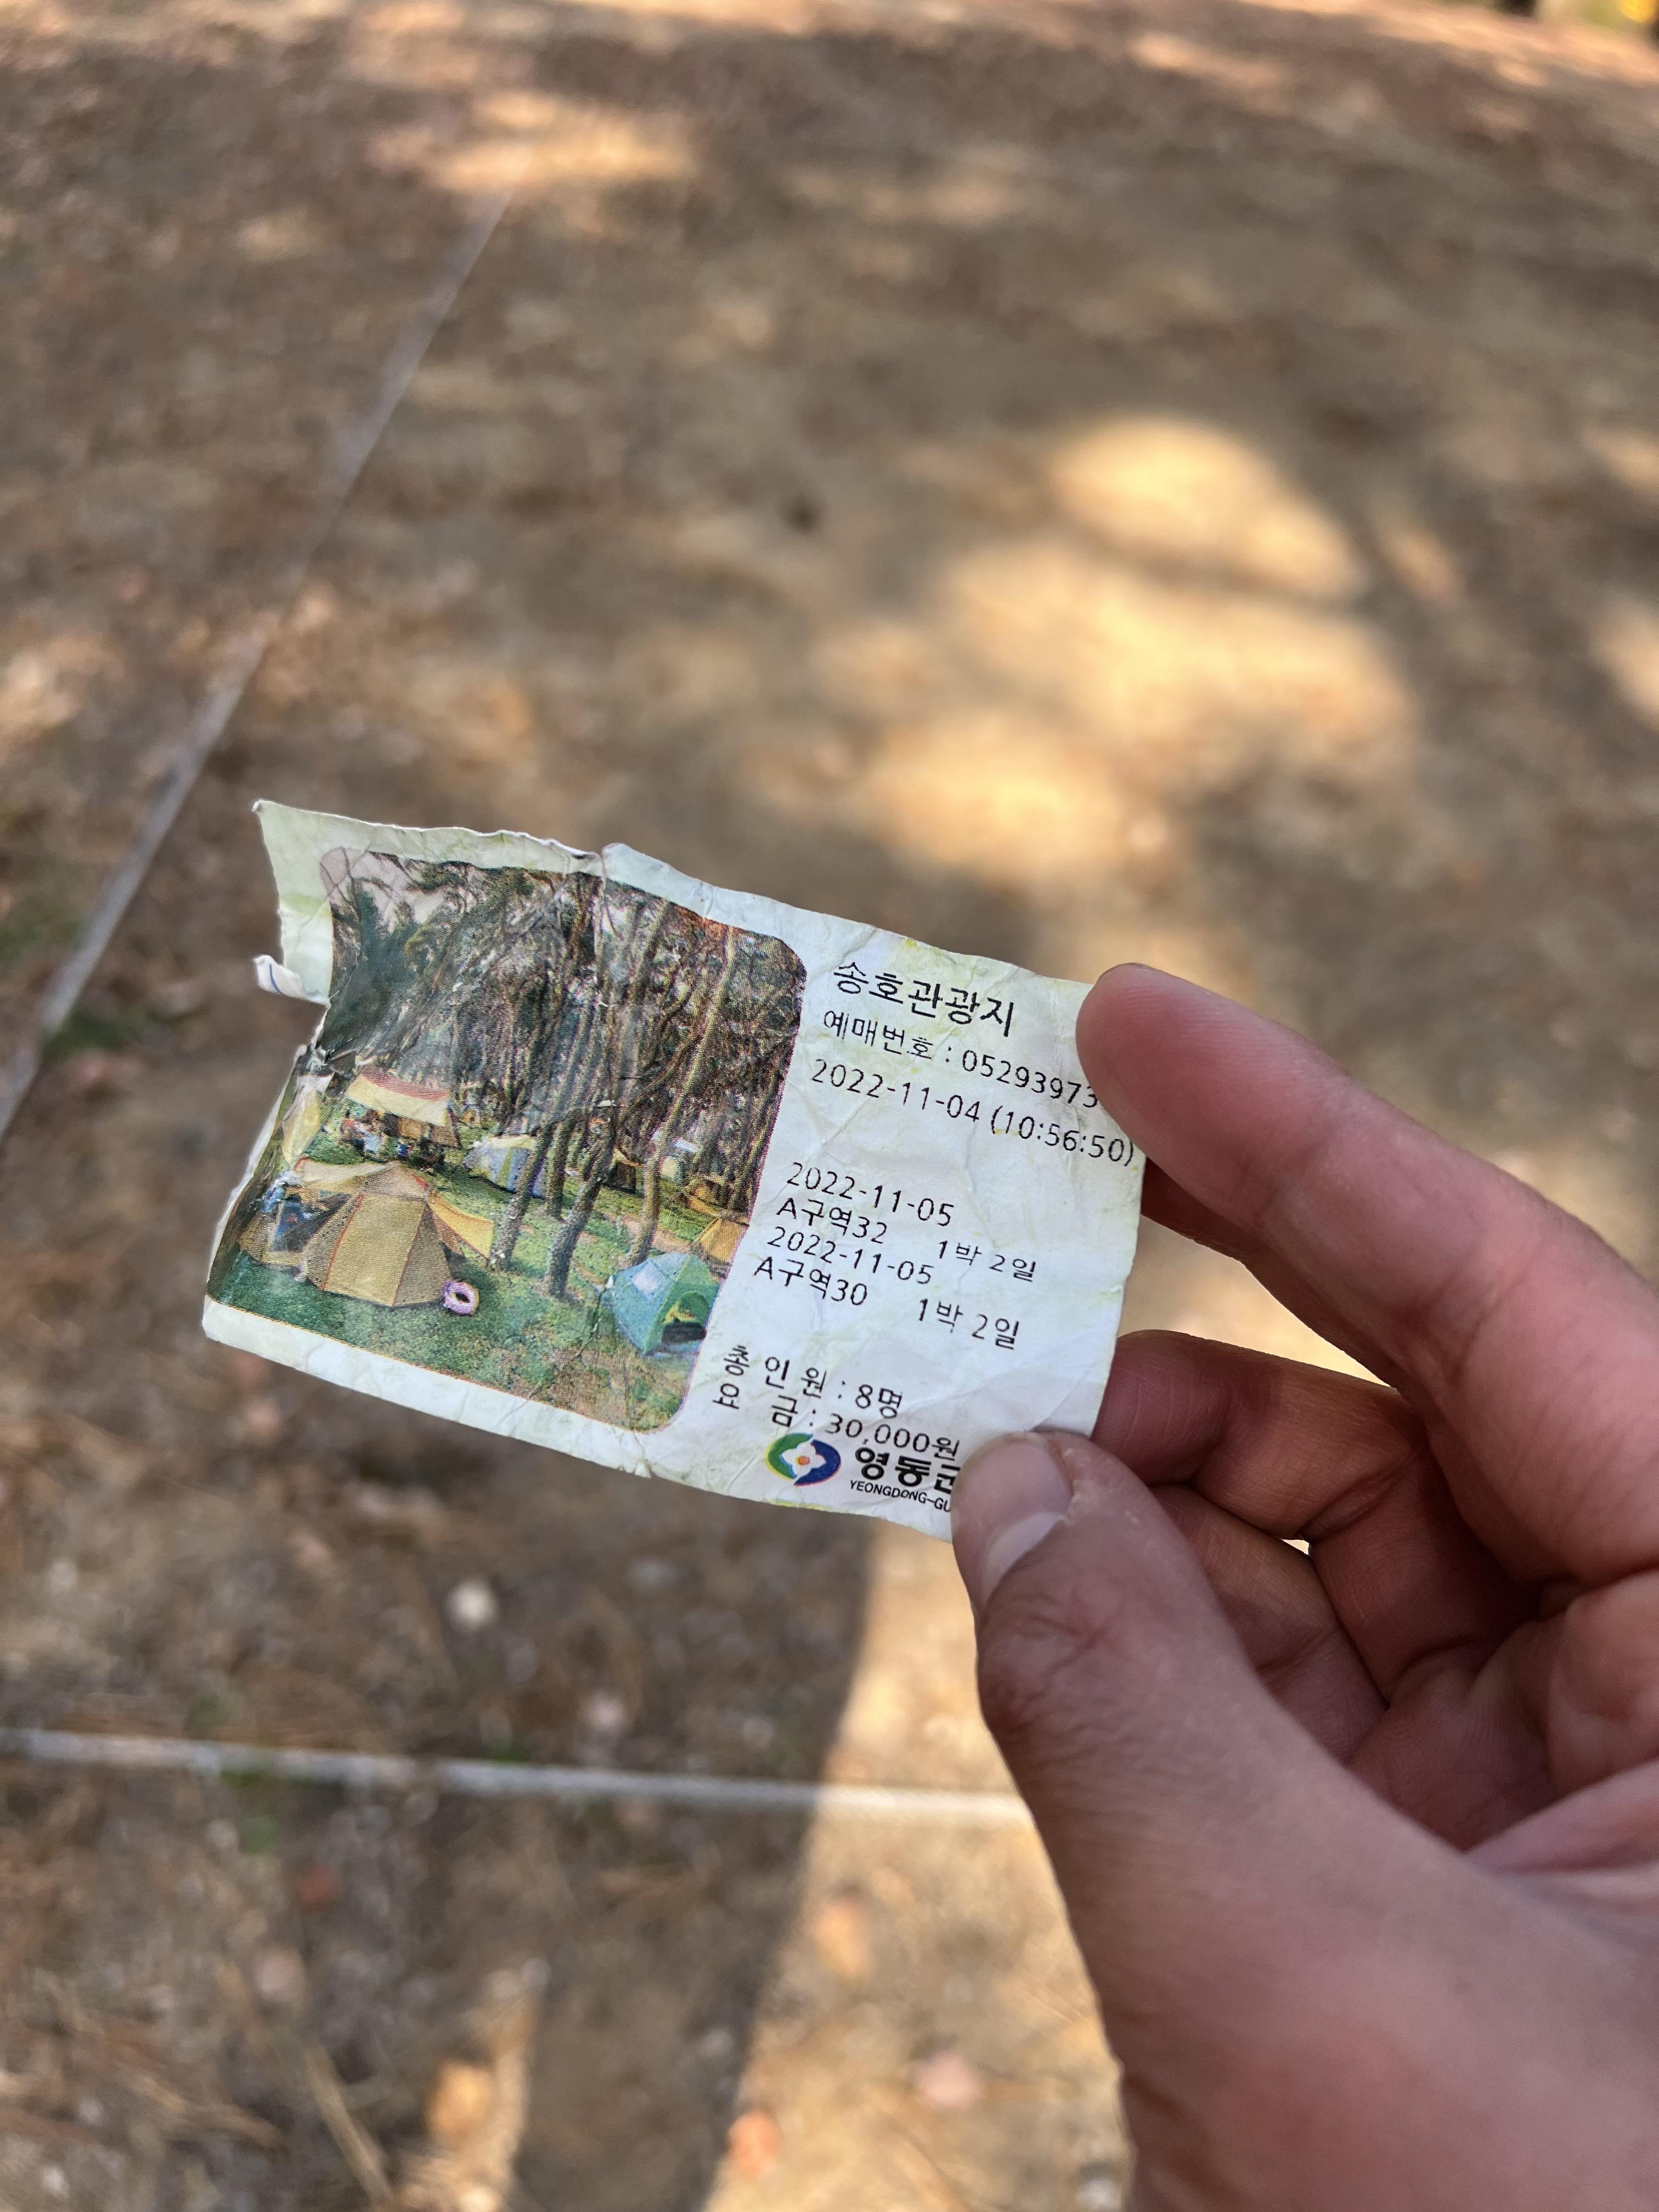 송호관광지
예매번호 : 05293973
2022-11-04 (10:56:50)
2022-11-05
A구역32 1박 2일
2022-11-05
A구역30 1박 2일
총 인 원 : 8명
요 금 : 30,000원
영동군
YEONGDONG-GU